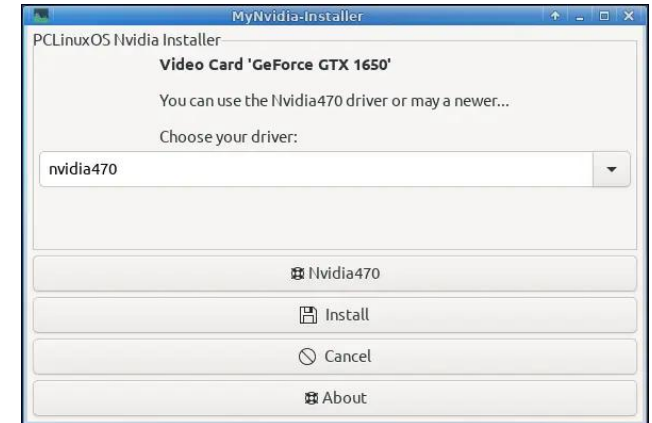 MyNvidia-Installer
PCLinuxOS Nvidia Installer
Video Card 'GeForce GTX 1650'
You can use the Nvidia470 driver or may a newer...
Choose your driver:
nvidia470
Nvidia470
Install
Cancel
About